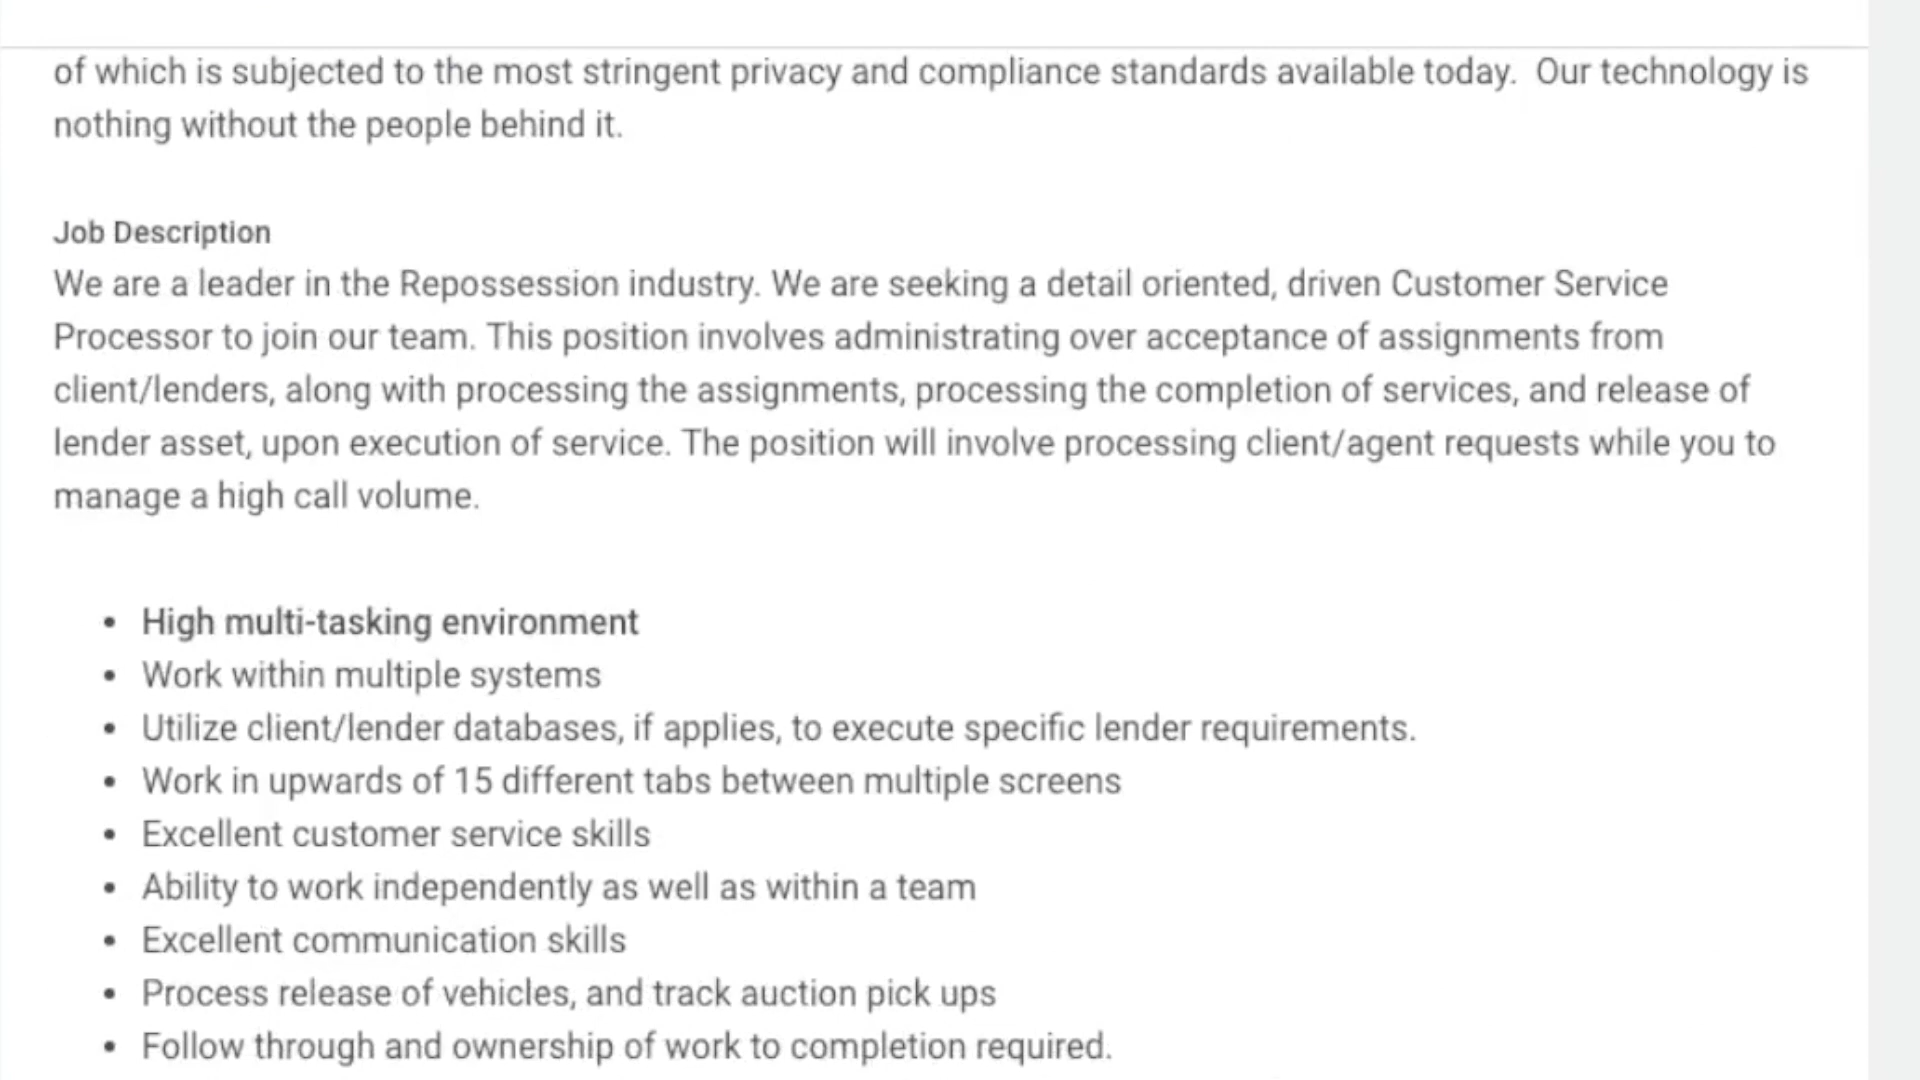 of which is subjected to the most stringent privacy and compliance standards available today.  Our technology is
nothing without the people behind it.
Job Description
We are a leader in the Repossession industry. We are seeking a detail oriented, driven Customer Service
Processor to join our team. This position involves administrating over acceptance of assignments from
client/lenders, along with processing the assignments, processing the completion of services, and release of
lender asset, upon execution of service. The position will involve processing client/agent requests while you to
manage a high call volume.
• High multi-tasking environment
• Work within multiple systems
• Utilize client/lender databases, if applies, to execute specific lender requirements.
• Work in upwards of 15 different tabs between multiple screens
• Excellent customer service skills
• Ability to work independently as well as within a team
• Excellent communication skills
• Process release of vehicles, and track auction pick ups
• Follow through and ownership of work to completion required.